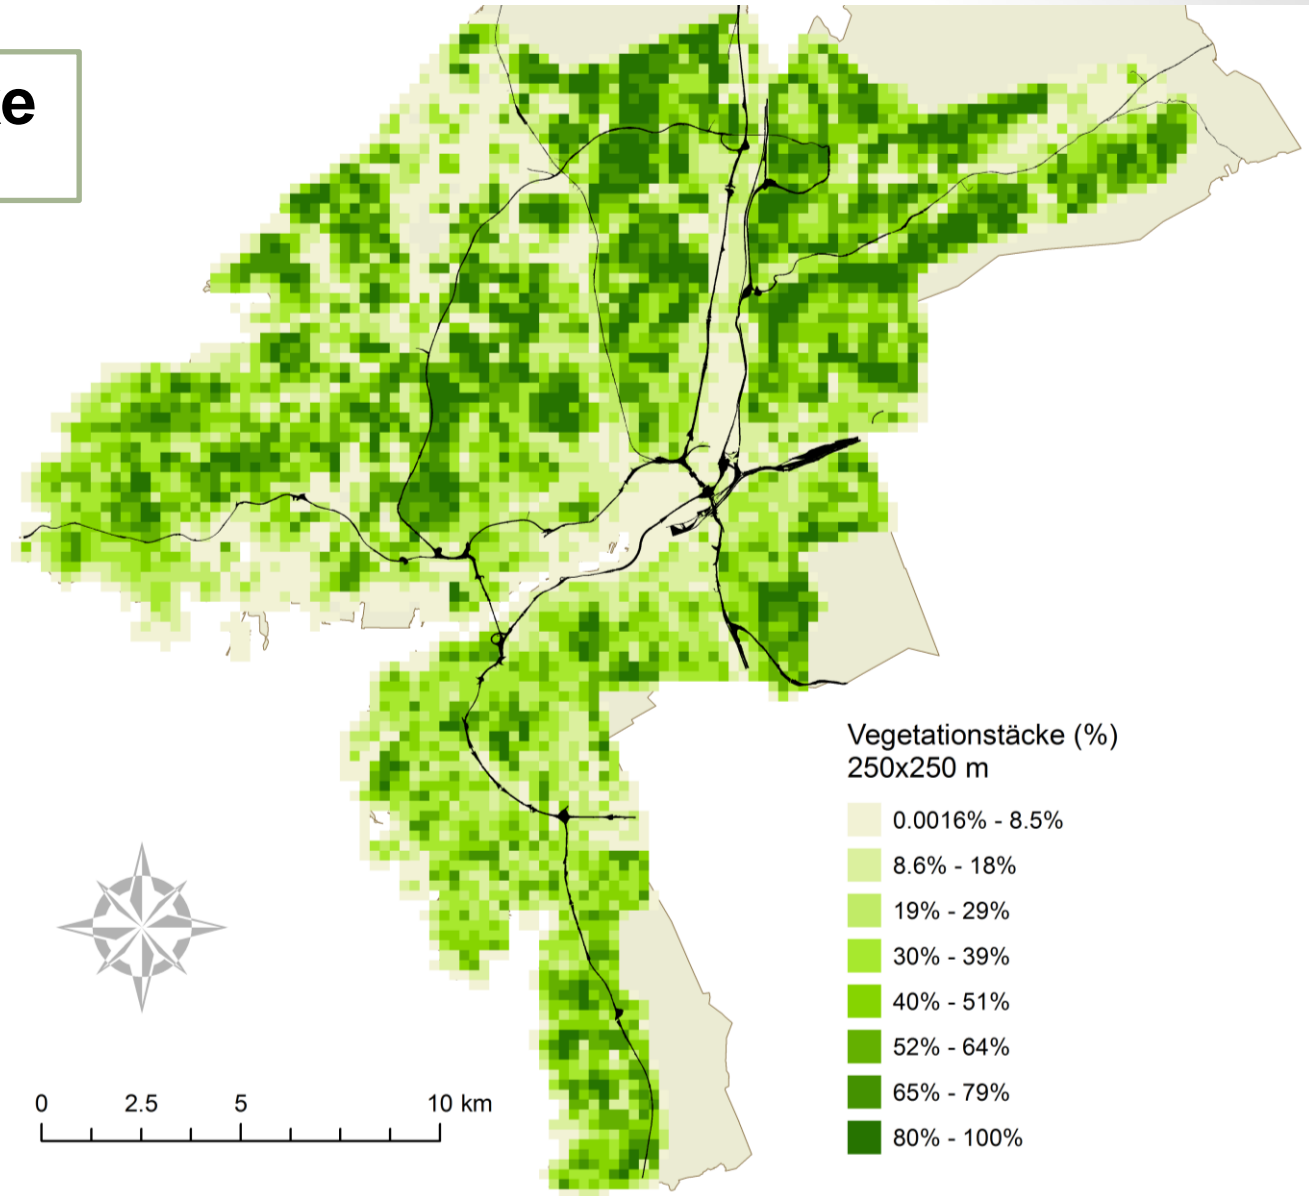 Vegetationstäcke (%)
250x250 m
0.0016% - 8.5%
8.6% - 18%
19% - 29%
30% - 39%
40% - 51%
52% - 64%
65% - 79%
80% - 100%
0 2.5 5 10 km